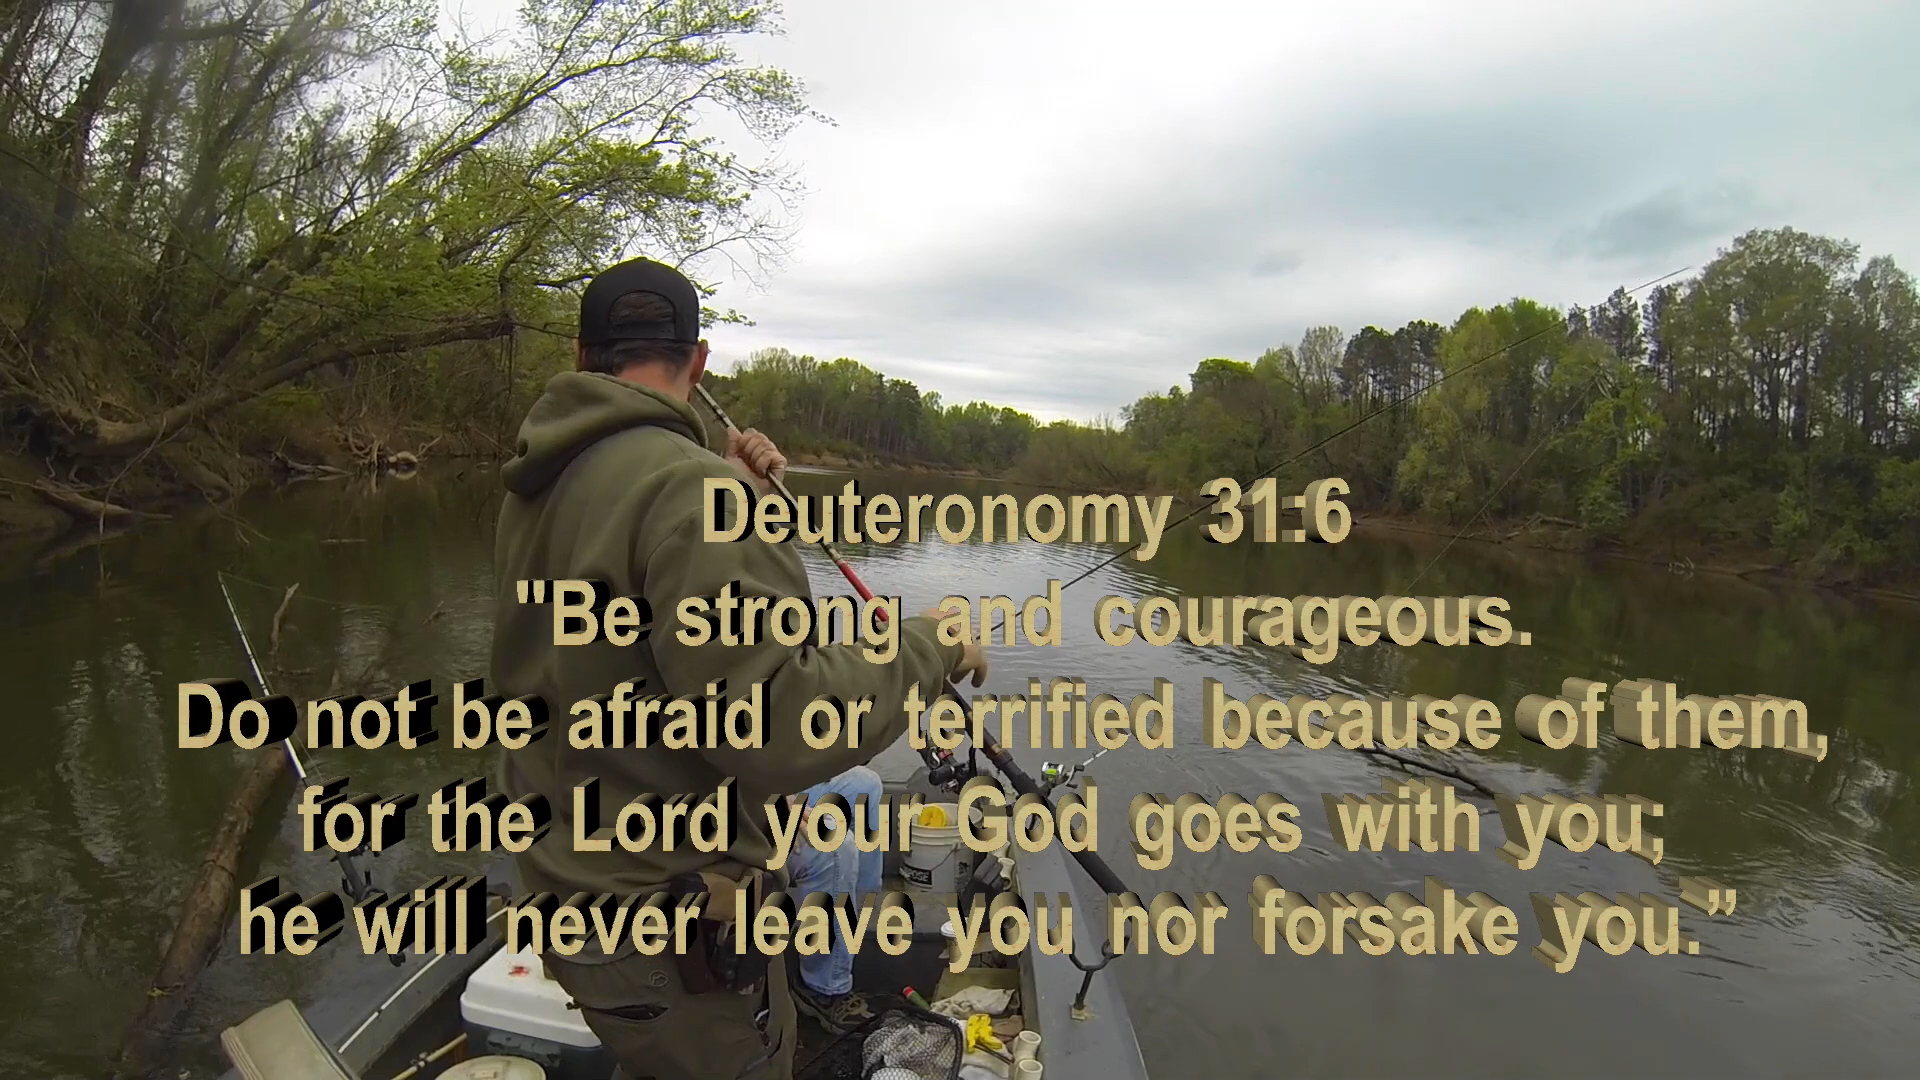 Deuteronomy 31:6
"Be strong and courageous.
Do not be afraid or terrified because of them,
for the Lord your God goes with you;
he will never leave you nor forsake you.”